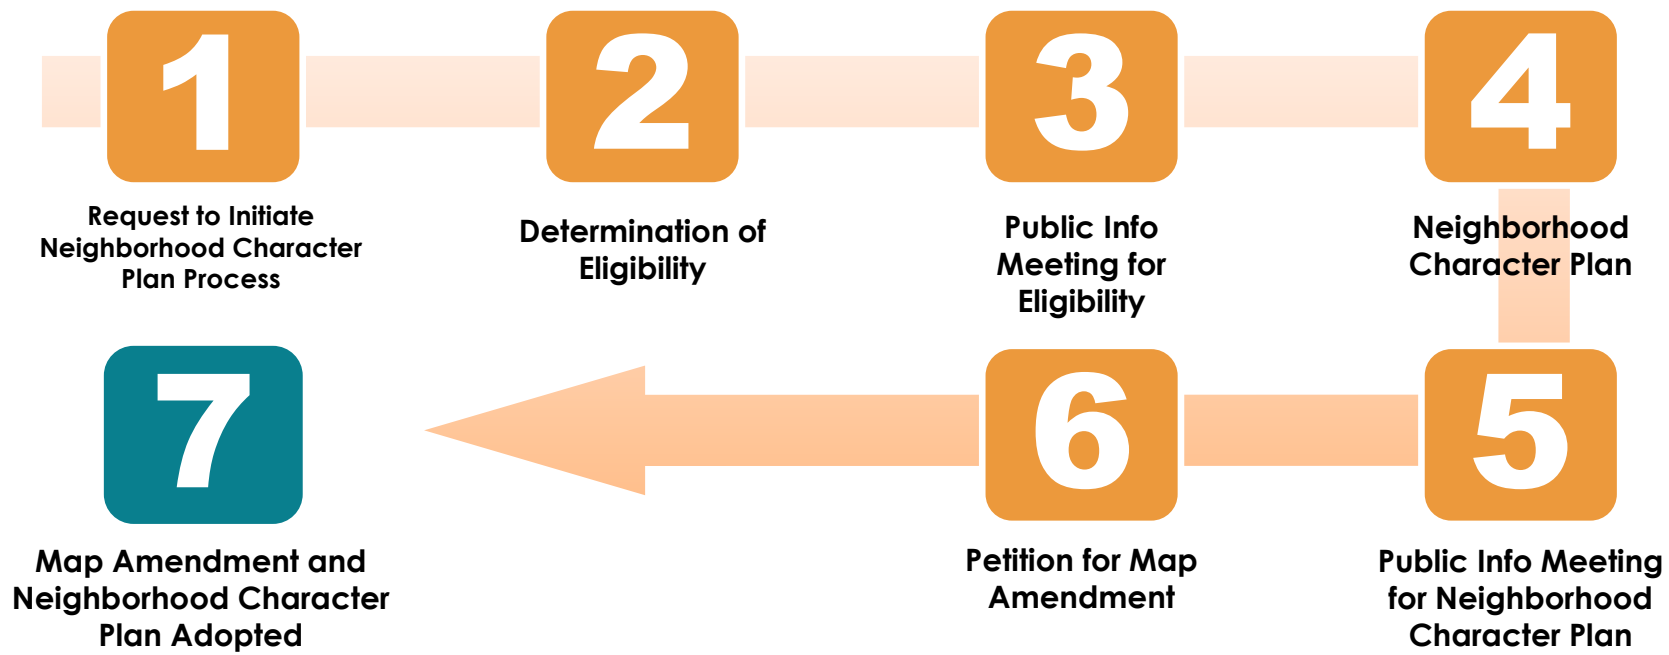 1
Request to Initiate
Neighborhood Character
Plan Process
2
Determination of
Eligibility
3
Public Info
Meeting for
Eligibility
4
Neighborhood
Character Plan
5
Public Info Meeting
for Neighborhood
Character Plan
6
Petition for Map
Amendment
7
Map Amendment and
Neighborhood Character
Plan Adopted